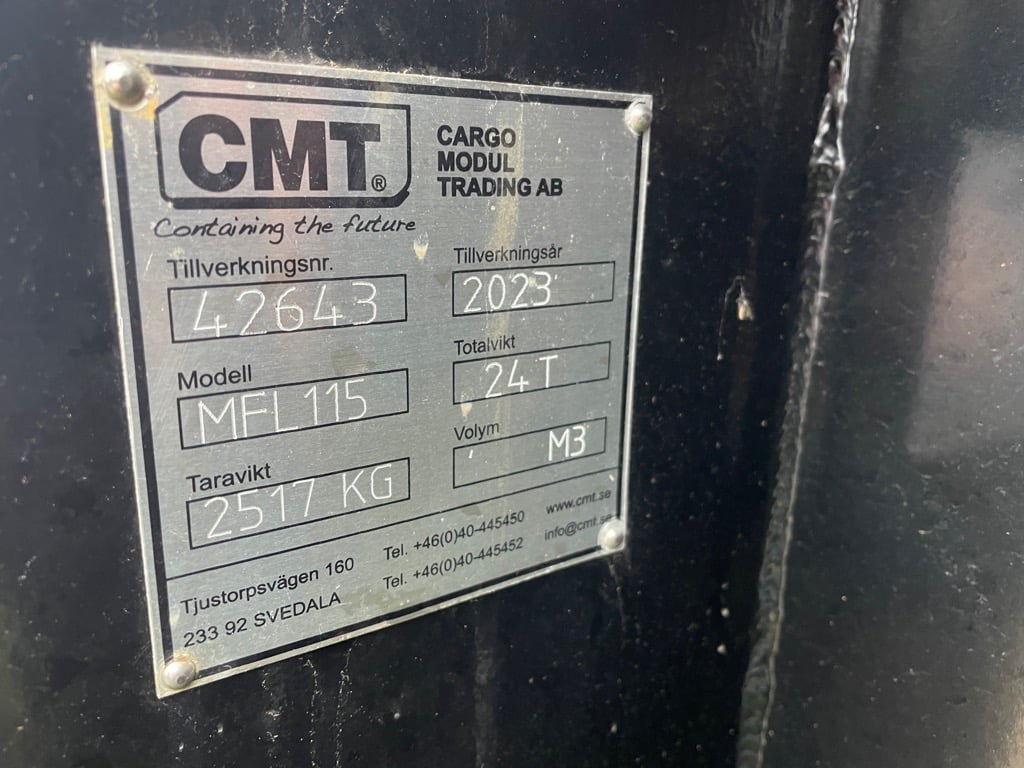 CMT®
CARGO
MODUL
TRADING AB
Containing the future
Tillverkningsnr.
42643
Tillverkningsår
2023
Modell
MFL 115
Totalvikt
24 T
Taravikt
2517 KG
Volym
M3
Tjustorpsvägen 160
233 92 SVEDALA
Tel. +46(0)40-445450
Tel. +46(0)40-445452
www.cmt.se
info@cmt.se